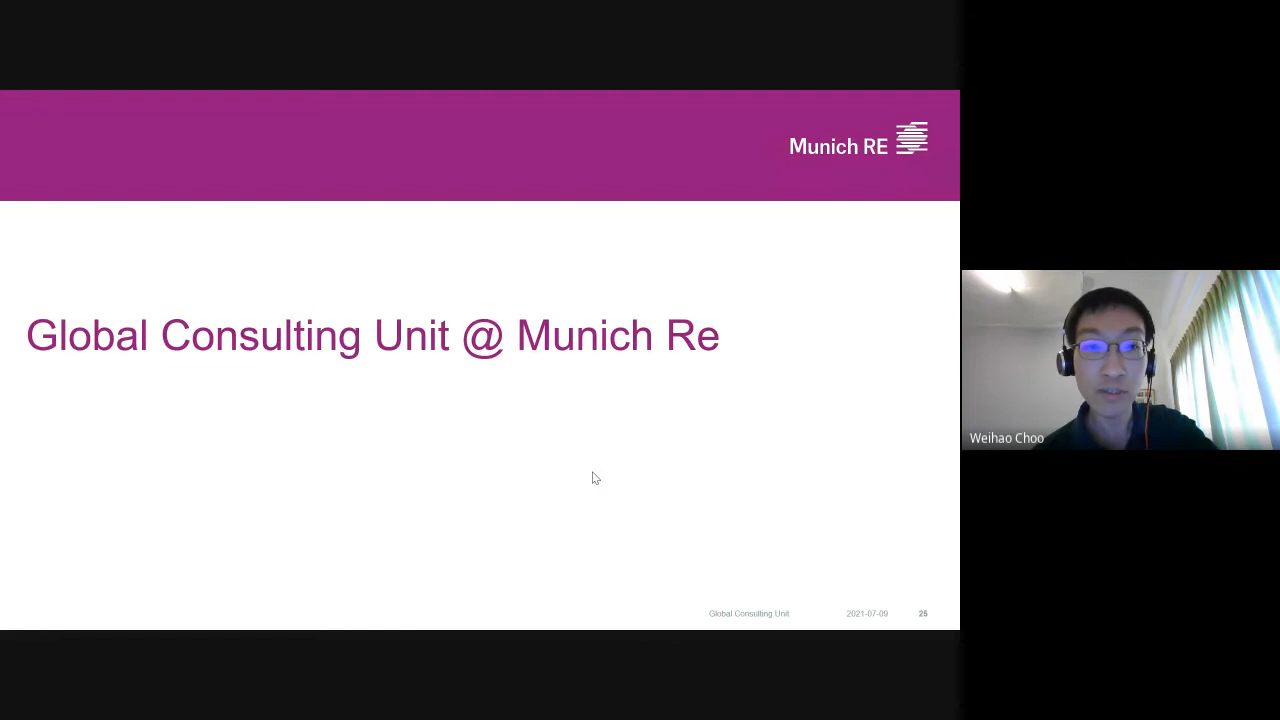 Munich RE
Global Consulting Unit @ Munich Re
Weihao Choo
Global Consulting Unit 2021-07-09 25